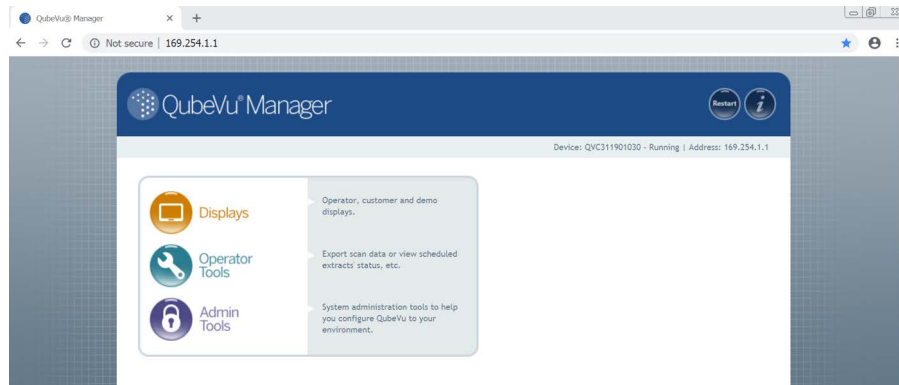 QubeVu® Manager
Not secure | 169.254.1.1
QubeVu® Manager
Restart
i
Device: QVC311901030 - Running | Address: 169.254.1.1
Displays
Operator, customer and demo
displays.
Operator
Tools
Export scan data or view scheduled
extracts' status, etc.
Admin
Tools
System administration tools to help
you configure QubeVu to your
environment.